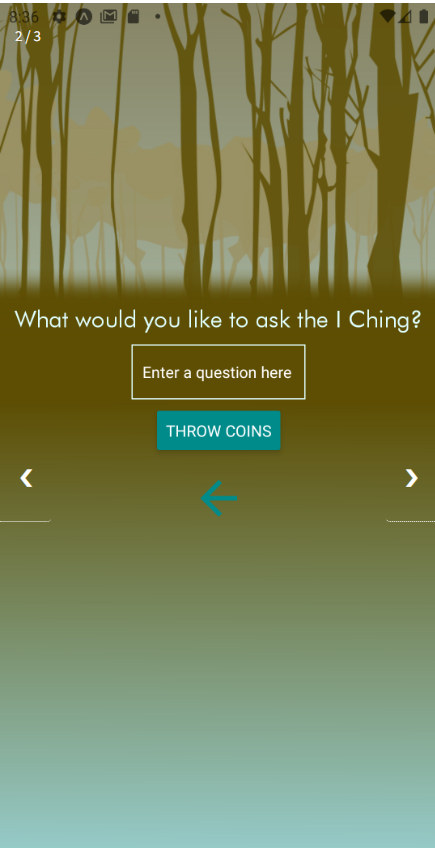 8:36
2 / 3
What would you like to ask the I Ching?
Enter a question here
THROW COINS